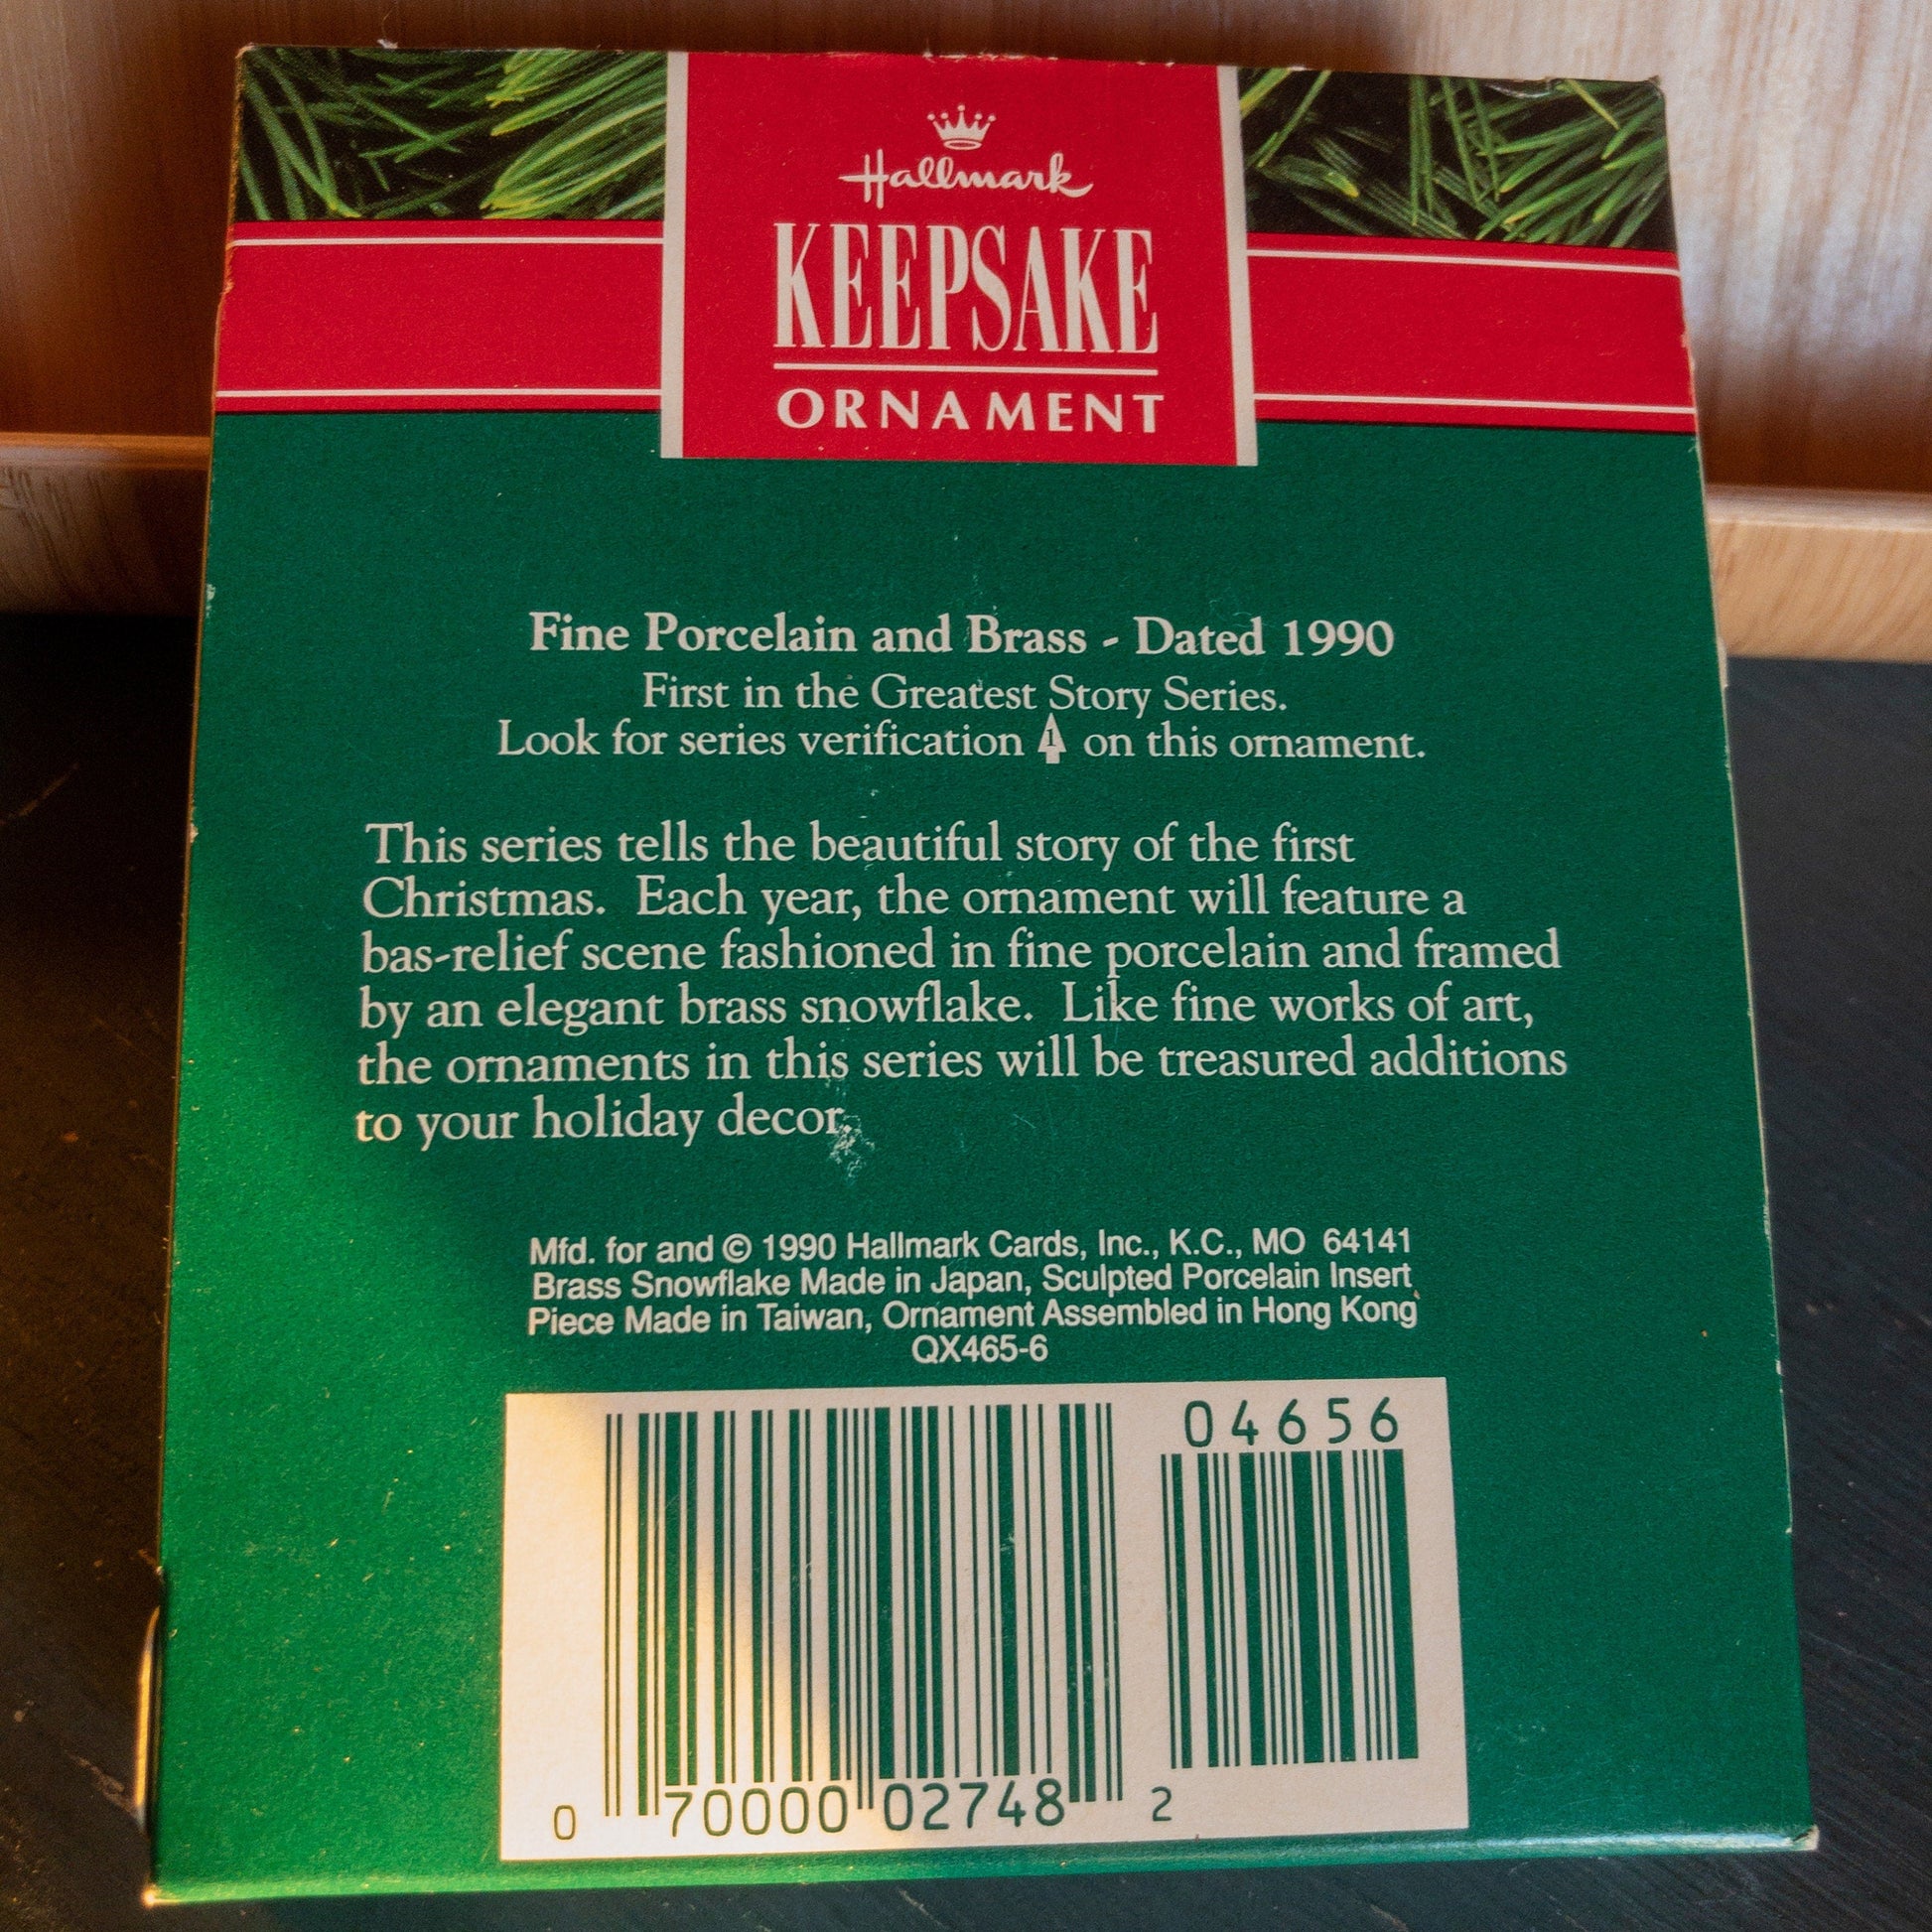 Hallmark
KEEPSAKE
ORNAMENT
Fine Porcelain and Brass - Dated 1990
First in the Greatest Story Series.
Look for series verification 1 on this ornament.
This series tells the beautiful story of the first
Christmas. Each year, the ornament will feature a
bas-relief scene fashioned in fine porcelain and framed
by an elegant brass snowflake. Like fine works of art,
the ornaments in this series will be treasured additions
to your holiday decor.
Mfd. for and © 1990 Hallmark Cards, Inc., K.C., MO 64141
Brass Snowflake Made in Japan, Sculpted Porcelain Insert
Piece Made in Taiwan, Ornament Assembled in Hong Kong
QX465-6
04656
0 70000 02748 2